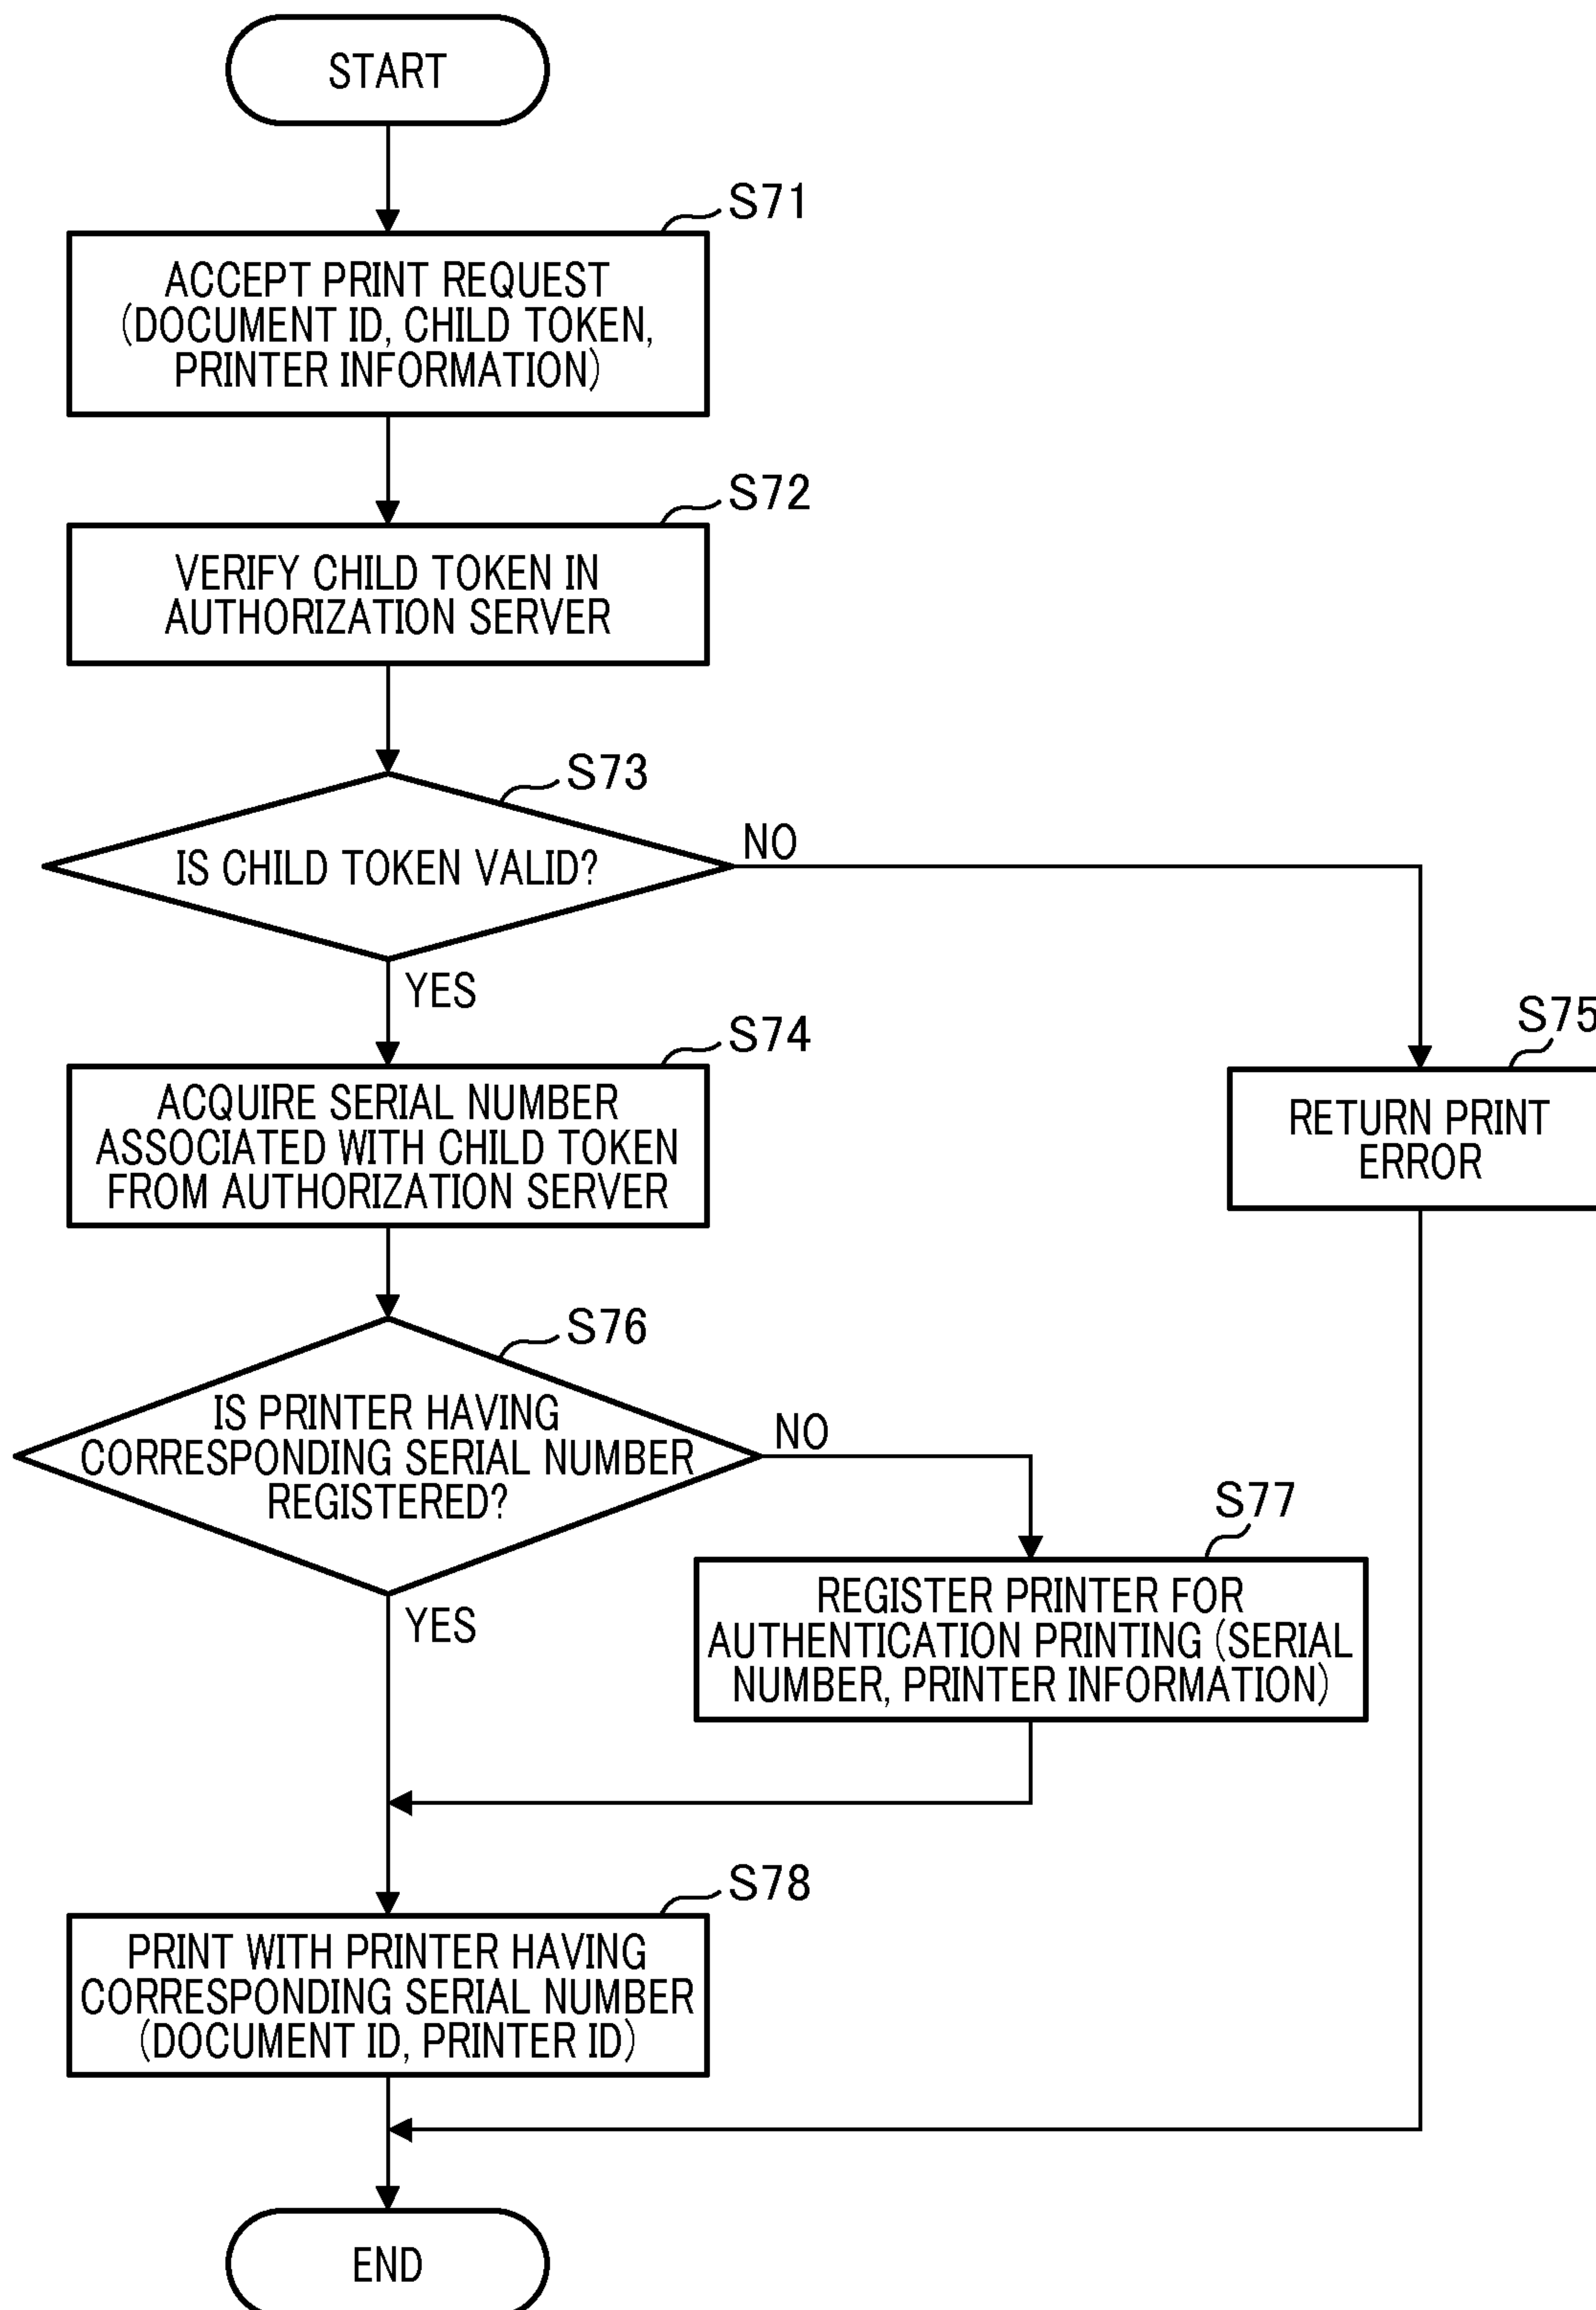 START
S71
ACCEPT PRINT REQUEST
(DOCUMENT ID, CHILD TOKEN,
PRINTER INFORMATION)
S72
VERIFY CHILD TOKEN IN
AUTHORIZATION SERVER
S73
IS CHILD TOKEN VALID?
NO
YES
S74
ACQUIRE SERIAL NUMBER
ASSOCIATED WITH CHILD TOKEN
FROM AUTHORIZATION SERVER
S75
RETURN PRINT
ERROR
S76
IS PRINTER HAVING
CORRESPONDING SERIAL NUMBER
REGISTERED?
NO
YES
S77
REGISTER PRINTER FOR
AUTHENTICATION PRINTING (SERIAL
NUMBER, PRINTER INFORMATION)
S78
PRINT WITH PRINTER HAVING
CORRESPONDING SERIAL NUMBER
(DOCUMENT ID, PRINTER ID)
END